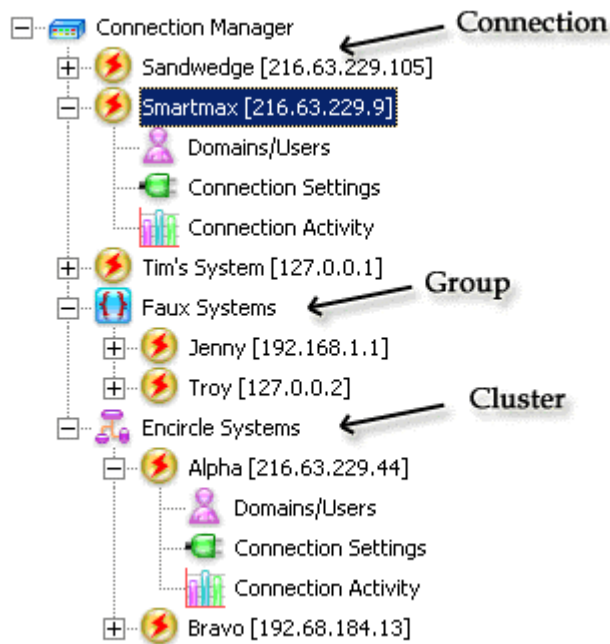 Connection Manager
Connection
Sandwedge [216.63.229.105]
Smartmax [216.63.229.9]
Domains/Users
Connection Settings
Connection Activity
Tim's System [127.0.0.1]
Group
Faux Systems
Jenny [192.168.1.1]
Troy [127.0.0.2]
Cluster
Encircle Systems
Alpha [216.63.229.44]
Domains/Users
Connection Settings
Connection Activity
Bravo [192.68.184.13]